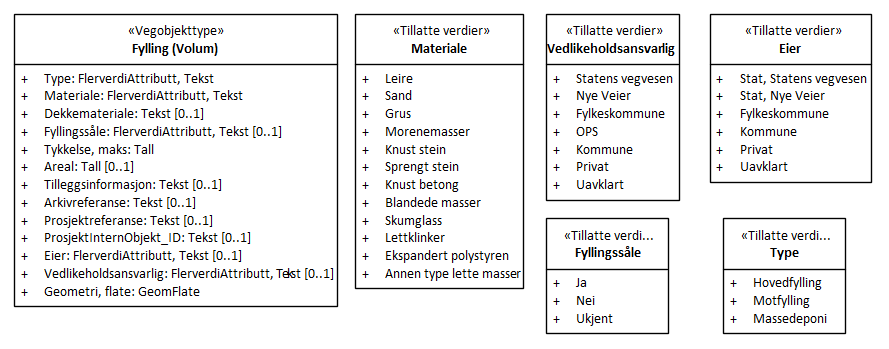 «Vegobjekttype»
Fylling (Volum)
+ Type: FlerverdiAttributt, Tekst
+ Materiale: FlerverdiAttributt, Tekst
+ Dekkemateriale: Tekst [0..1]
+ Fyllingssåle: FlerverdiAttributt, Tekst [0..1]
+ Tykkelse, maks: Tall
+ Areal: Tall [0..1]
+ Tilleggsinformasjon: Tekst [0..1]
+ Arkivreferanse: Tekst [0..1]
+ Prosjektreferanse: Tekst [0..1]
+ ProsjektInternObjekt_ID: Tekst [0..1]
+ Eier: FlerverdiAttributt, Tekst [0..1]
+ Vedlikeholdsansvarlig: FlerverdiAttributt, Tekst [0..1]
+ Geometri, flate: GeomFlate
«Tillatte verdier»
Materiale
+ Leire
+ Sand
+ Grus
+ Morenemasser
+ Knust stein
+ Sprengt stein
+ Knust betong
+ Blandede masser
+ Skumglass
+ Lettklinker
+ Ekspandert polystyren
+ Annen type lette masser
«Tillatte verdier»
Vedlikeholdsansvarlig
+ Statens vegvesen
+ Nye Veier
+ Fylkeskommune
+ OPS
+ Kommune
+ Privat
+ Uavklart
«Tillatte verdier»
Eier
+ Stat, Statens vegvesen
+ Stat, Nye Veier
+ Fylkeskommune
+ Kommune
+ Privat
+ Uavklart
«Tillatte verdi...
Fyllingssåle
+ Ja
+ Nei
+ Ukjent
«Tillatte verdi...
Type
+ Hovedfylling
+ Motfylling
+ Massedeponi